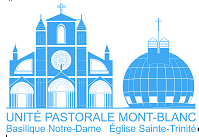 UNITÉ PASTORALE MONT-BLANC
Basilique Notre-Dame Église Sainte-Trinité